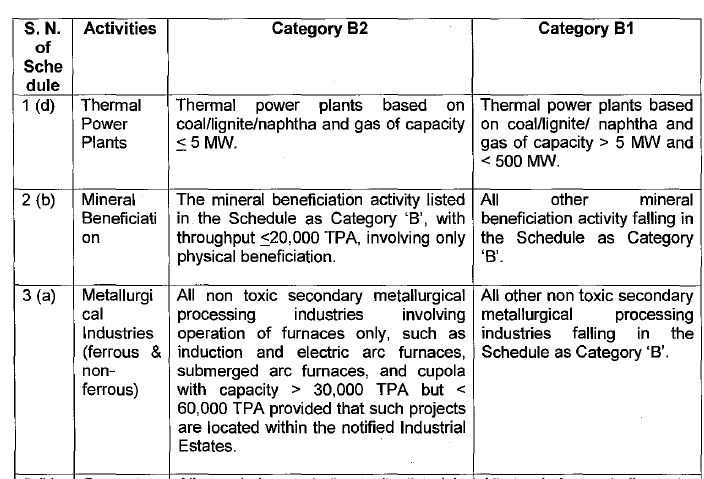 S. N. of Sche dule
Activities
Category B2
Category B1
1 (d)
Thermal
Power
Plants
Thermal power plants based on
coal/lignite/naphtha and gas of capacity
≤ 5 MW.
Thermal power plants based
on coal/lignite/ naphtha and
gas of capacity > 5 MW and
< 500 MW.
2 (b)
Mineral
Beneficiati
on
The mineral beneficiation activity listed
in the Schedule as Category 'B', with
throughput ≤20,000 TPA, involving only
physical beneficiation.
All other mineral
beneficiation activity falling in
the Schedule as Category
'B'.
3 (a)
Metallurgi
cal
Industries
(ferrous &
non-
ferrous)
All non toxic secondary metallurgical
processing industries involving
operation of furnaces only, such as
induction and electric arc furnaces,
submerged arc furnaces, and cupola
with capacity > 30,000 TPA but <
60,000 TPA provided that such projects
are located within the notified Industrial
Estates.
All other non toxic secondary
metallurgical processing
industries falling in the
Schedule as Category 'B'.